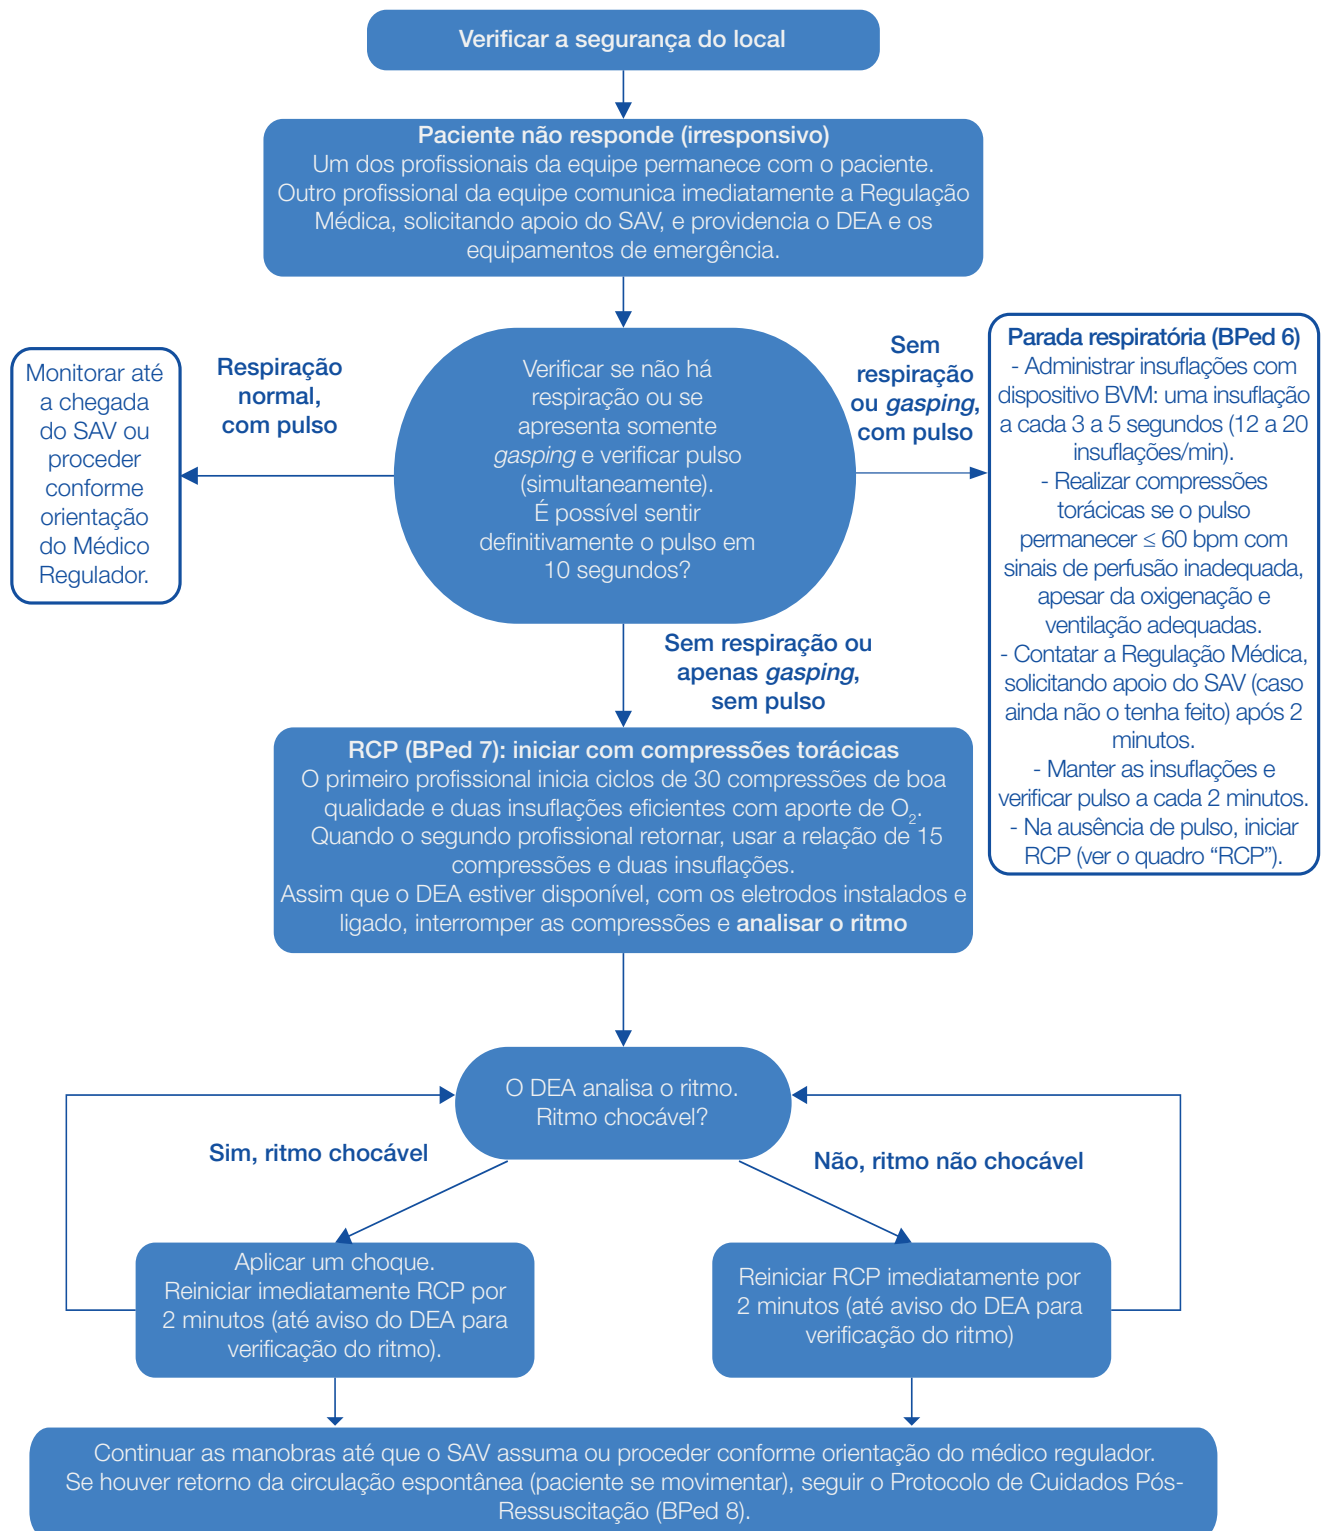 Verificar a segurança do local
Paciente não responde (irresponsivo)
Um dos profissionais da equipe permanece com o paciente.
Outro profissional da equipe comunica imediatamente a Regulação
Médica, solicitando apoio do SAV, e providencia o DEA e os
equipamentos de emergência.
Verificar se não há
respiração ou se
apresenta somente
gasping e verificar pulso
(simultaneamente).
É possível sentir
definitivamente o pulso em
10 segundos?
Respiração
normal,
com pulso
Monitorar até
a chegada
do SAV ou
proceder
conforme
orientação
do Médico
Regulador.
Sem
respiração
ou gasping,
com pulso
Parada respiratória (BPed 6)
- Administrar insuflações com
dispositivo BVM: uma insuflação
a cada 3 a 5 segundos (12 a 20
insuflações/min).
- Realizar compressões
torácicas se o pulso
permanecer ≤ 60 bpm com
sinais de perfusão inadequada,
apesar da oxigenação e
ventilação adequadas.
- Contatar a Regulação Médica,
solicitando apoio do SAV (caso
ainda não o tenha feito) após 2
minutos.
- Manter as insuflações e
verificar pulso a cada 2 minutos.
- Na ausência de pulso, iniciar
RCP (ver o quadro “RCP”).
Sem respiração ou
apenas gasping,
sem pulso
RCP (BPed 7): iniciar com compressões torácicas
O primeiro profissional inicia ciclos de 30 compressões de boa
qualidade e duas insuflações eficientes com aporte de O₂.
Quando o segundo profissional retornar, usar a relação de 15
compressões e duas insuflações.
Assim que o DEA estiver disponível, com os eletrodos instalados e
ligado, interromper as compressões e analisar o ritmo
O DEA analisa o ritmo.
Ritmo chocável?
Sim, ritmo chocável
Não, ritmo não chocável
Aplicar um choque.
Reiniciar imediatamente RCP por
2 minutos (até aviso do DEA para
verificação do ritmo).
Reiniciar RCP imediatamente por
2 minutos (até aviso do DEA para
verificação do ritmo)
Continuar as manobras até que o SAV assuma ou proceder conforme orientação do médico regulador.
Se houver retorno da circulação espontânea (paciente se movimentar), seguir o Protocolo de Cuidados Pós-
Ressuscitação (BPed 8).